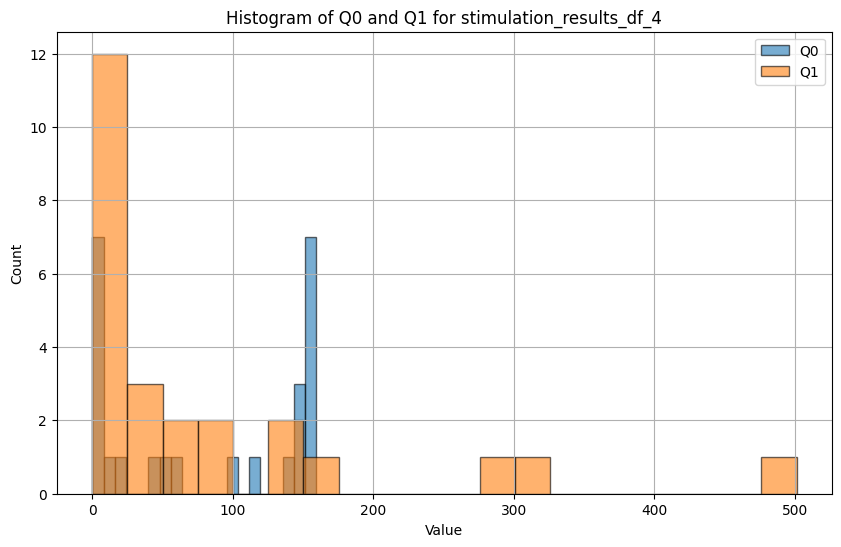 Histogram of Q0 and Q1 for stimulation_results_df_4
Q0
Q1
12
10
8
6
4
2
0
Count
0 100 200 300 400 500
Value